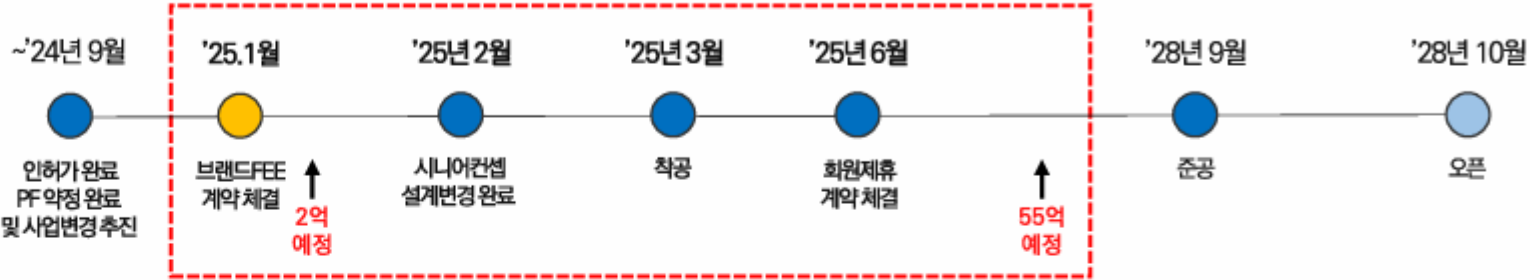 ~'24년 9월
'25.1월
'25년 2월
'25년 3월
'25년 6월
'28년 9월
'28년 10월
인허가 완료
PF 약정 완료
및 사업변경 추진
브랜드FEE
계약 체결
2억
예정
시니어컨셉
설계변경 완료
착공
회원제휴
계약 체결
55억
예정
준공
오픈